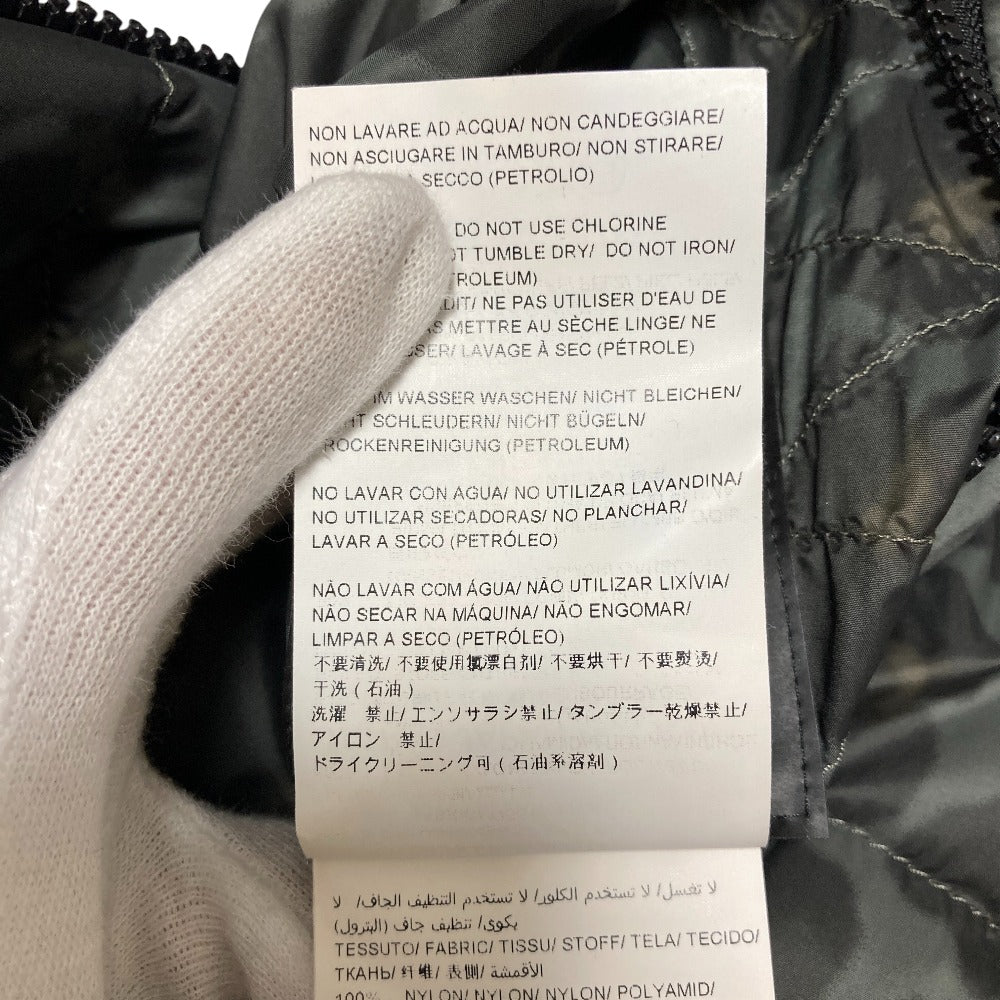 NON LAVARE AD ACQUA/ NON CANDEGGIARE/
NON ASCIUGARE IN TAMBURO/ NON STIRARE/
SECCO (PETROLIO)
DO NOT USE CHLORINE
TUMBLE DRY/ DO NOT IRON/
NE PAS UTILISER D'EAU DE
METTRE AU SÈCHE LINGE/ NE
LAVAGE À SEC (PÉTROLE)
WASSER WASCHEN/ NICHT BLEICHEN/
SCHLEUDERN/ NICHT BÜGELN/
(PETROLEUM)
NO LAVAR CON AGUA/ NO UTILIZAR LAVANDINA/
NO UTILIZAR SECADORAS/ NO PLANCHAR/
LAVAR A SECO (PETRÓLEO)
NÃO LAVAR COM ÁGUA/ NÃO UTILIZAR LIXÍVIA/
NÃO SECAR NA MÁQUINA/ NÃO ENGOMAR/
LIMPAR A SECO (PETRÓLEO)
不要清洗/ 不要使用氯漂白剂/ 不要烘干/ 不要熨烫/
干洗 ( 石油 )
洗濯 禁止/ エンソサラシ禁止/ タンブラー乾燥禁止/
アイロン 禁止/
ドライクリーニング可 ( 石油系溶剤 )
لا تغسل/ لا تستخدم الكلور/ لا تستخدم التنظيف الجاف/ لا
بكوى/ تنظيف جاف (البترول)
TESSUTO/ FABRIC/ TISSU/ STOFF/ TELA/ TECIDO/
ТКАНЬ/ 纤维/ 表側/ الأقمشة
100% NYLON/ NYLON/ NYLON/ POLYAMID/